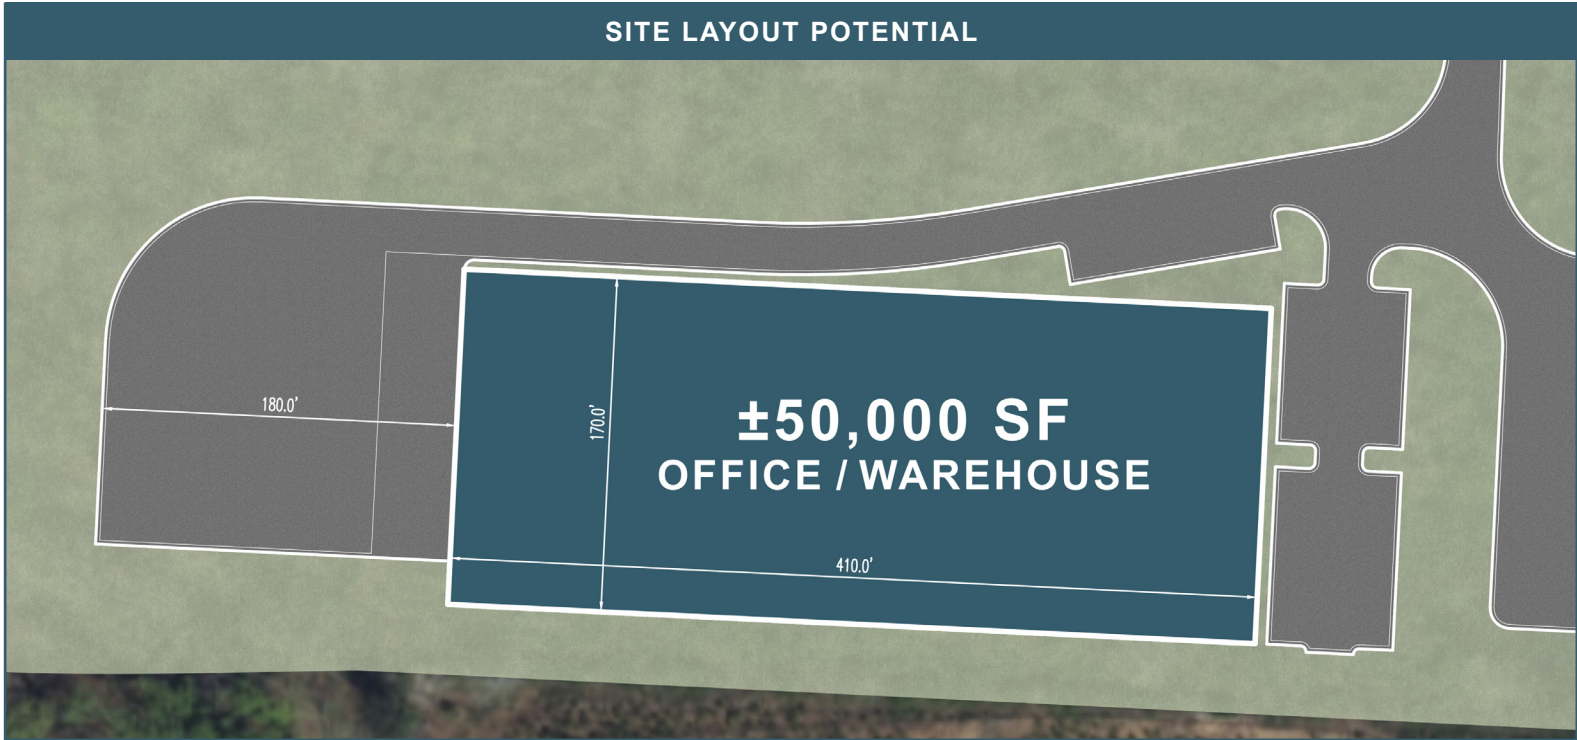 SITE LAYOUT POTENTIAL
180.0'
170.0'
±50,000 SF
OFFICE / WAREHOUSE
410.0'